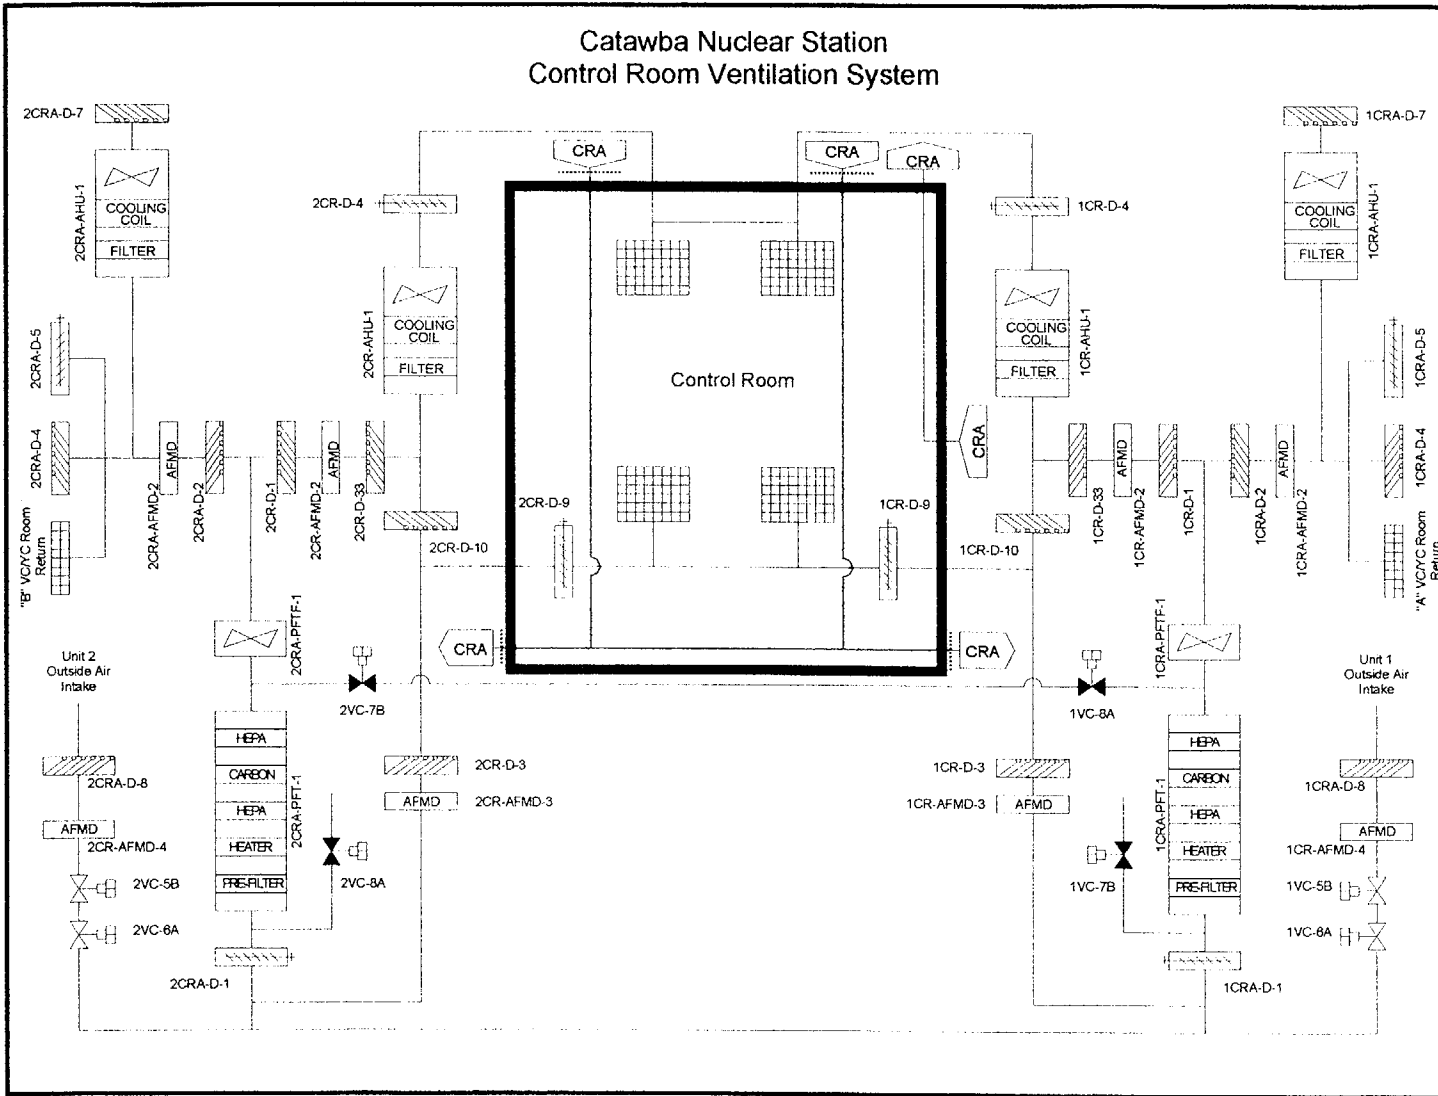 Catawba Nuclear Station
Control Room Ventilation System
2CRA-D-7
1CRA-D-7
CRA
CRA
CRA
2CRA-AHU-1
COOLING
COIL
FILTER
2CR-D-4
1CR-D-4
COOLING
COIL
FILTER
1CRA-AHU-1
2CR-AHU-1
COOLING
COIL
FILTER
COOLING
COIL
FILTER
1CR-AHU-1
2CRA-D-5
1CRA-D-5
Control Room
2CRA-D-4
AFMD
2CRA-AFMD-2
2CRA-D-2
2CR-D-1
AFMD
2CR-AFMD-2
2CR-D-33
CRA
1CR-D-33
AFMD
1CR-AFMD-2
1CR-D-1
1CRA-D-2
AFMD
1CRA-AFMD-2
1CRA-D-4
2CR-D-9
1CR-D-9
2CR-D-10
1CR-D-10
"B" VC/YC Room
Return
"A" VC/YC Room
Return
2CRA-PFTF-1
1CRA-PFTF-1
CRA
CRA
Unit 2
Outside Air
Intake
Unit 1
Outside Air
Intake
2VC-7B
1VC-8A
HEPA
CARBON
HEPA
HEATER
PRE-FILTER
2CRA-PFT-1
HEPA
CARBON
HEPA
HEATER
PRE-FILTER
1CRA-PFT-1
2CRA-D-8
2CR-D-3
1CR-D-3
1CRA-D-8
AFMD
2CR-AFMD-3
1CR-AFMD-3
AFMD
AFMD
2CR-AFMD-4
AFMD
1CR-AFMD-4
2VC-5B
2VC-8A
1VC-7B
1VC-5B
2VC-6A
1VC-6A
2CRA-D-1
1CRA-D-1